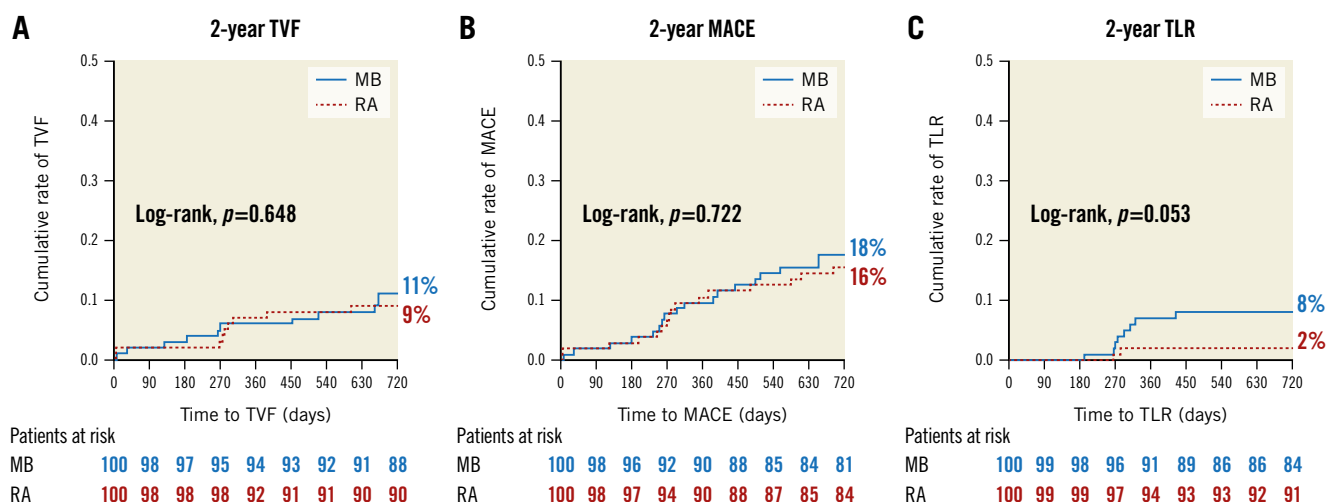 A
2-year TVF
Cumulative rate of TVF
0.5
0.4
0.3
0.2
0.1
0.0
MB
RA
Log-rank, p=0.648
11%
9%
0 90 180 270 360 450 540 630 720
Time to TVF (days)
Patients at risk
MB 100 98 97 95 94 93 92 91 88
RA 100 98 98 98 92 91 91 90 90
B
2-year MACE
Cumulative rate of MACE
0.5
0.4
0.3
0.2
0.1
0.0
MB
RA
Log-rank, p=0.722
18%
16%
0 90 180 270 360 450 540 630 720
Time to MACE (days)
Patients at risk
MB 100 98 96 92 90 88 85 84 81
RA 100 98 97 94 90 88 87 85 84
C
2-year TLR
Cumulative rate of TLR
0.5
0.4
0.3
0.2
0.1
0.0
MB
RA
Log-rank, p=0.053
8%
2%
0 90 180 270 360 450 540 630 720
Time to TLR (days)
Patients at risk
MB 100 99 98 96 91 89 86 86 84
RA 100 99 99 97 94 93 93 92 91